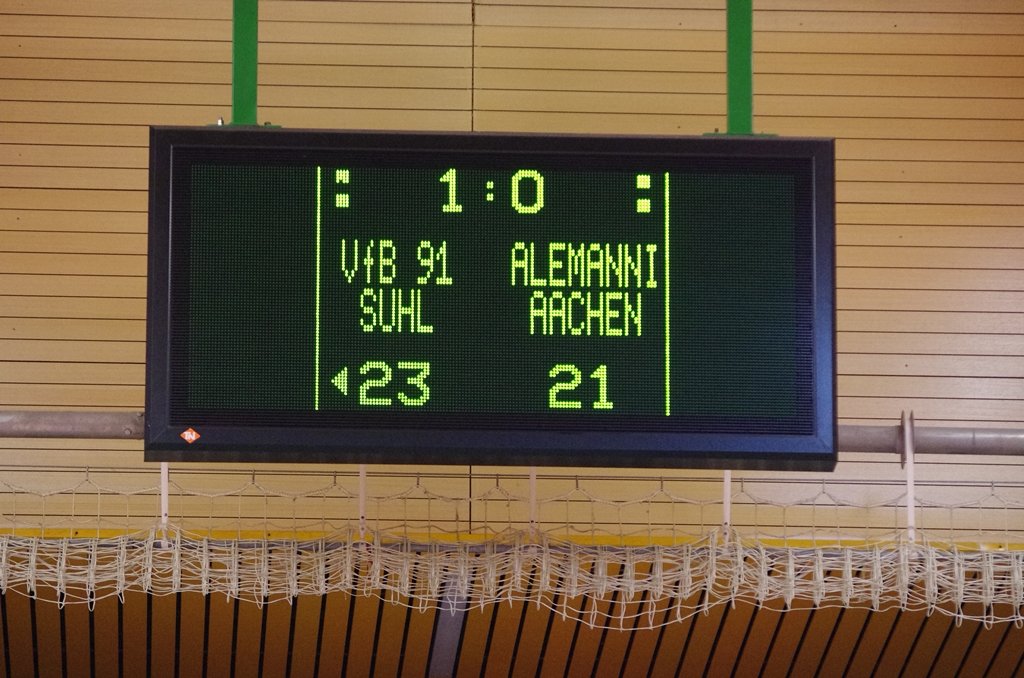 1:0
VfB 91 ALEMANNI
SUHL AACHEN
23 21